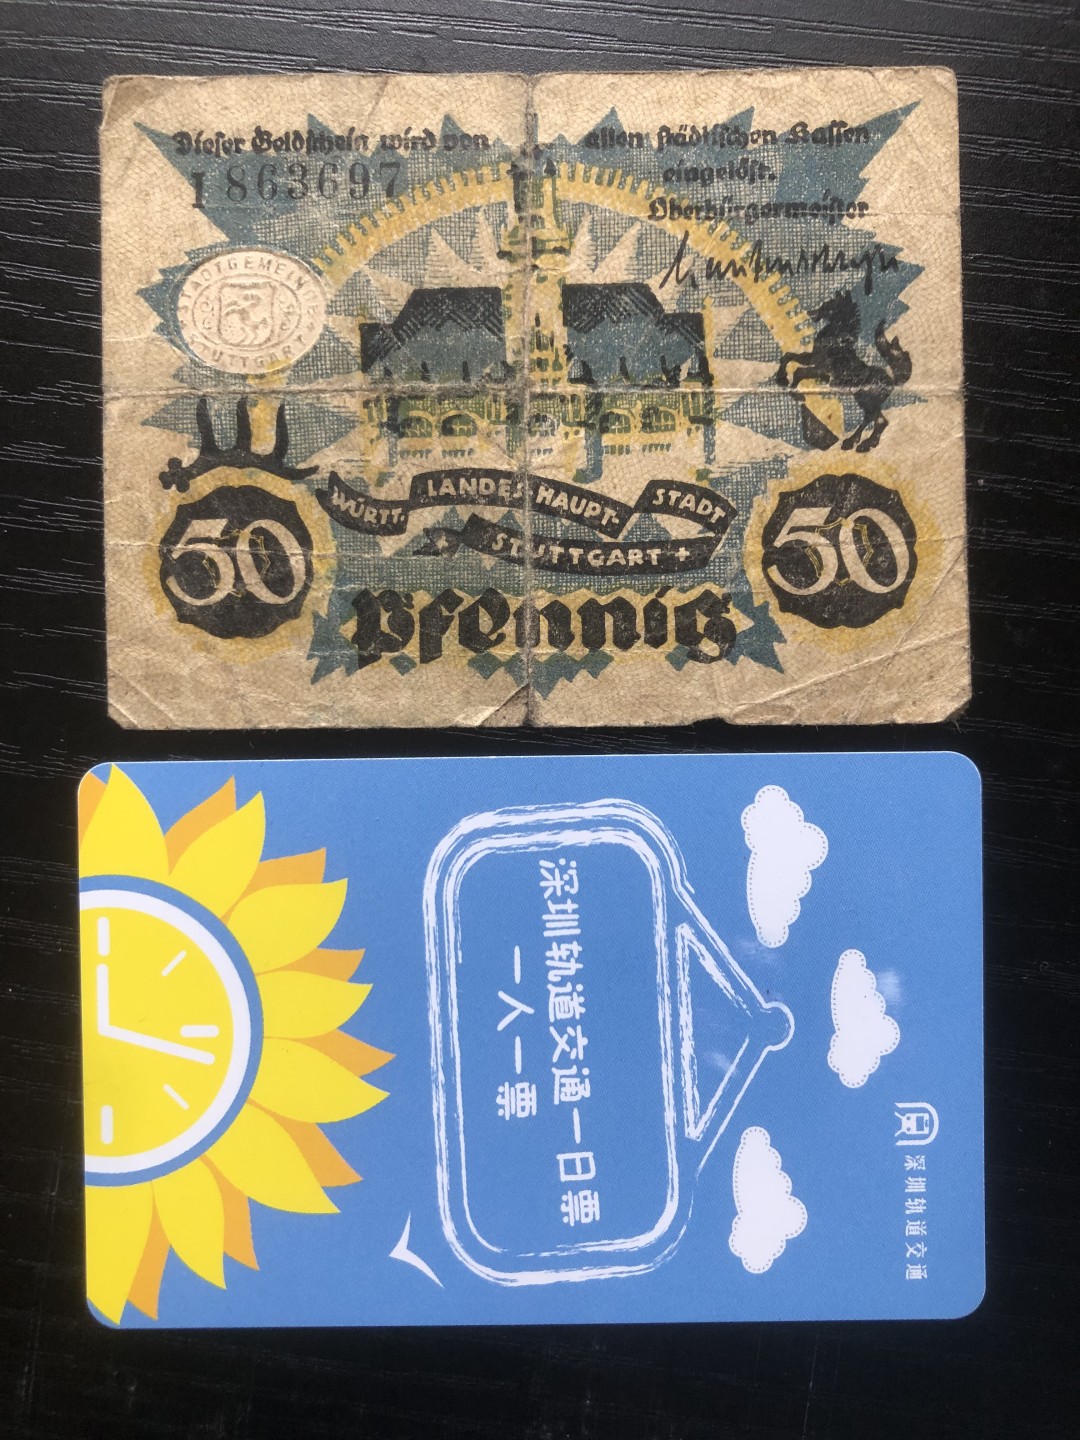 Dieser Geldschein wird von allen städtischen Kassen
eingelöst.
I 863697
Oberbürgermeister
STADTGEMEINDE
STUTTGART
WÜRTT. LANDES HAUPT- STADT
+ STUTTGART +
50
50
Pfennig
深圳轨道交通一日票
一人一票
深圳轨道交通